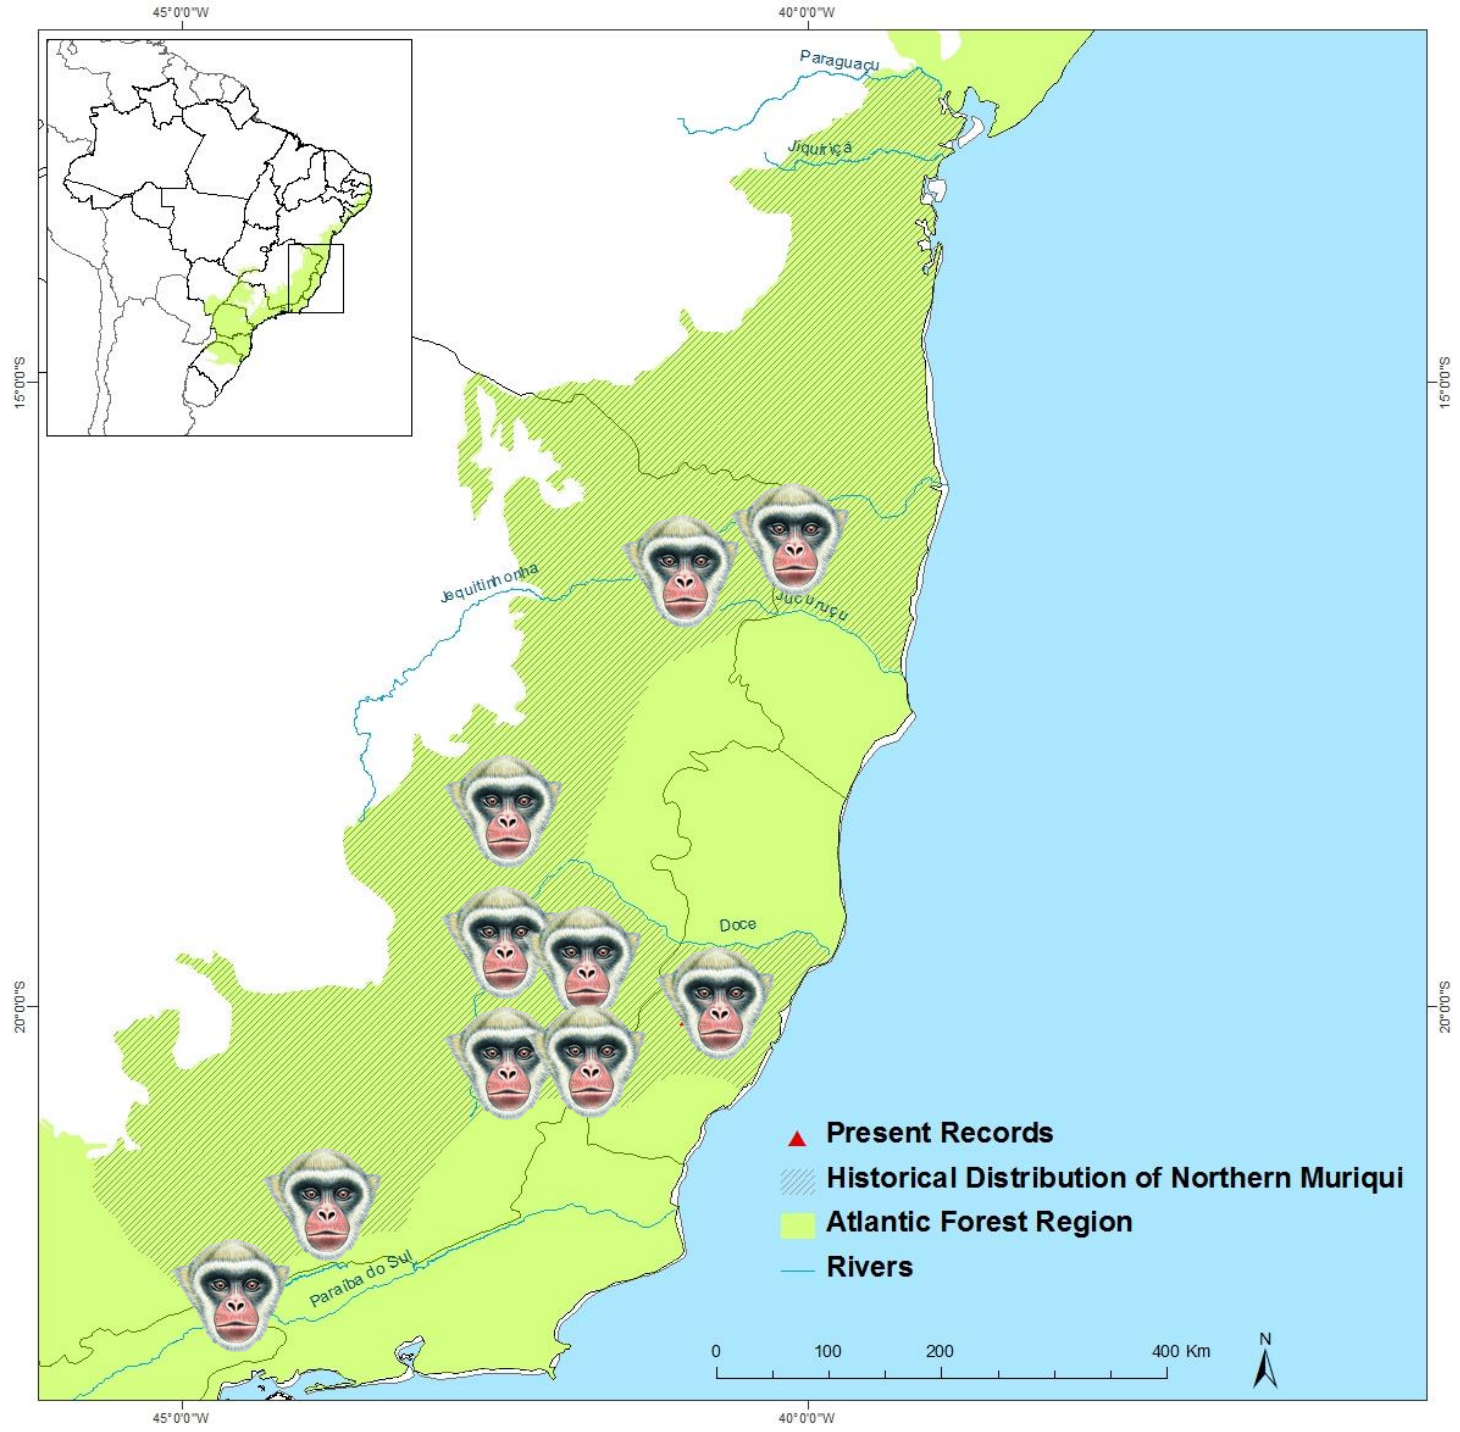 45°0'0"W
40°0'0"W
Paraguaçu
Jiquiriçá
15°0'0"S
15°0'0"S
Jequitinhonha
Jucuruçu
Doce
20°0'0"S
20°0'0"S
Present Records
Historical Distribution of Northern Muriqui
Atlantic Forest Region
Rivers
Paraíba do Sul
0 100 200 400 Km
N
45°0'0"W
40°0'0"W